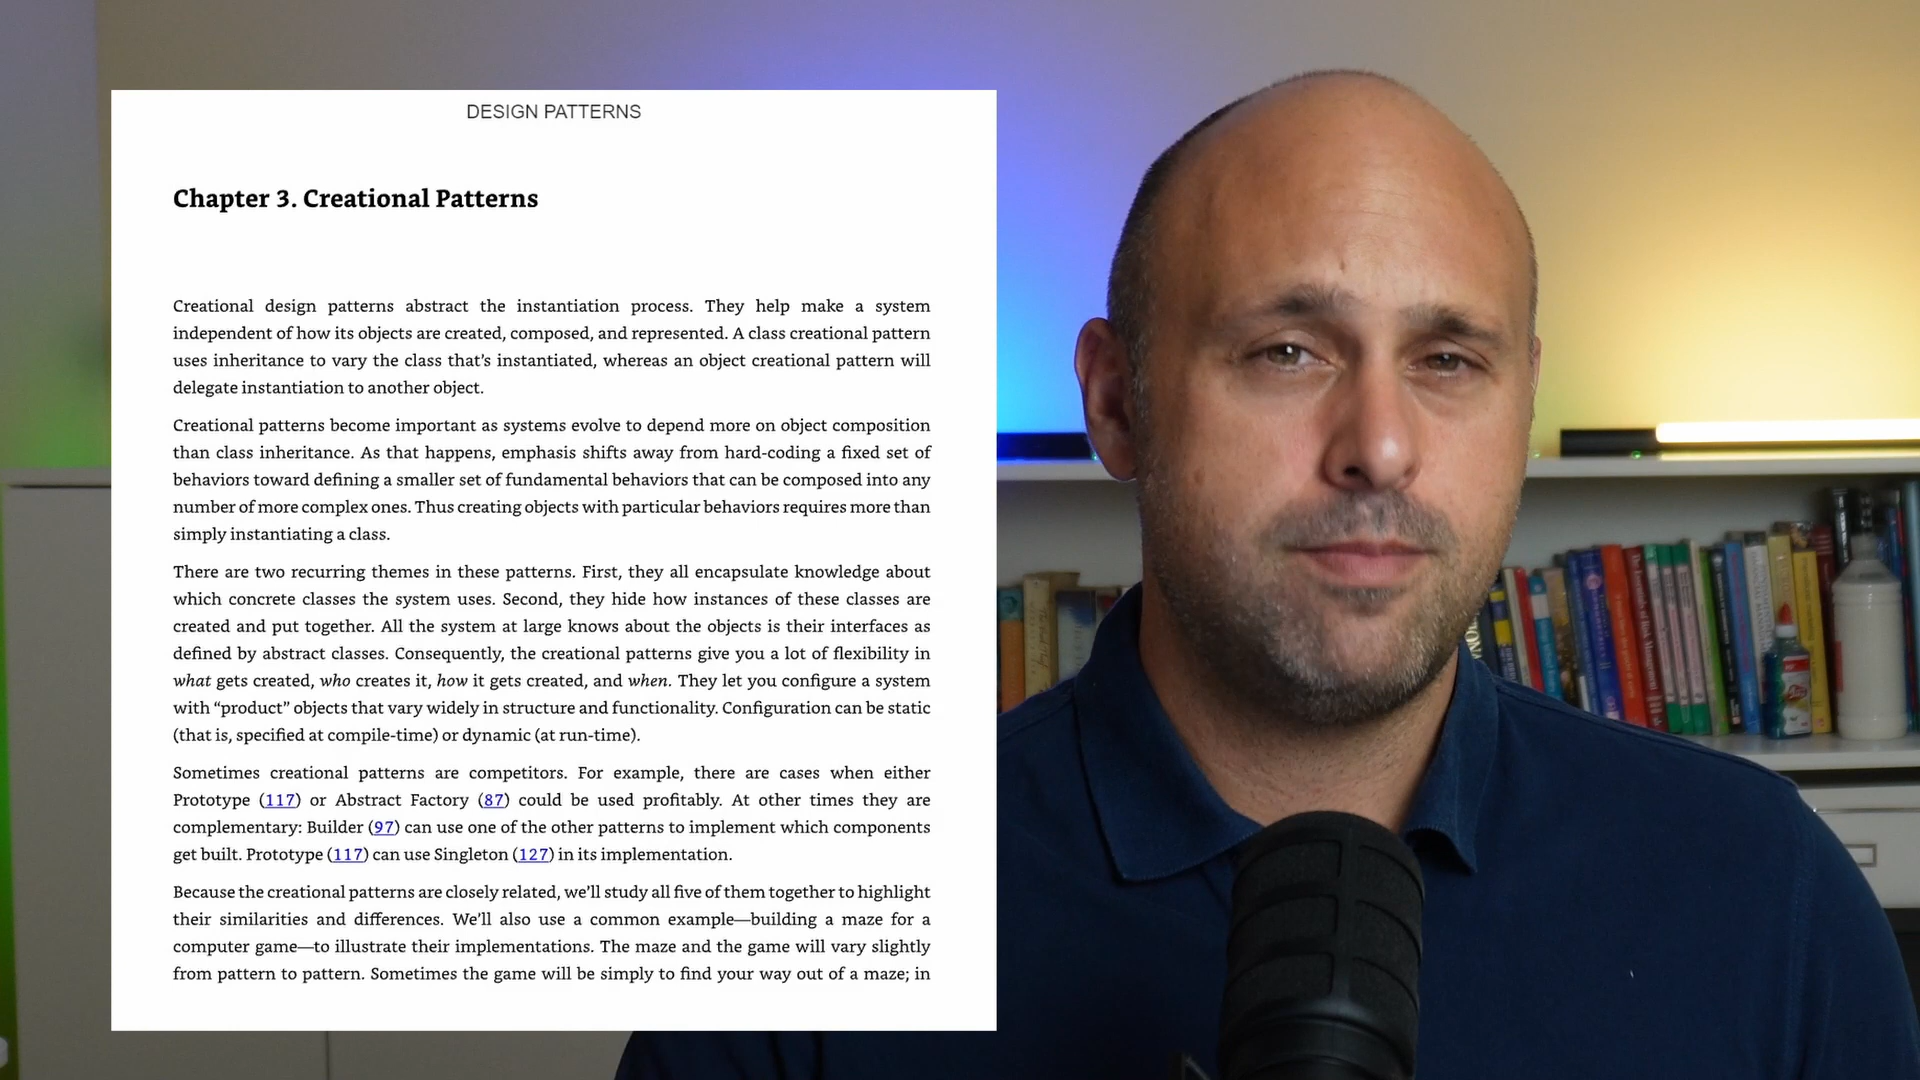 DESIGN PATTERNS
Chapter 3. Creational Patterns
Creational design patterns abstract the instantiation process. They help make a system
independent of how its objects are created, composed, and represented. A class creational pattern
uses inheritance to vary the class that’s instantiated, whereas an object creational pattern will
delegate instantiation to another object.
Creational patterns become important as systems evolve to depend more on object composition
than class inheritance. As that happens, emphasis shifts away from hard-coding a fixed set of
behaviors toward defining a smaller set of fundamental behaviors that can be composed into any
number of more complex ones. Thus creating objects with particular behaviors requires more than
simply instantiating a class.
There are two recurring themes in these patterns. First, they all encapsulate knowledge about
which concrete classes the system uses. Second, they hide how instances of these classes are
created and put together. All the system at large knows about the objects is their interfaces as
defined by abstract classes. Consequently, the creational patterns give you a lot of flexibility in
what gets created, who creates it, how it gets created, and when. They let you configure a system
with “product” objects that vary widely in structure and functionality. Configuration can be static
(that is, specified at compile-time) or dynamic (at run-time).
Sometimes creational patterns are competitors. For example, there are cases when either
Prototype (117) or Abstract Factory (87) could be used profitably. At other times they are
complementary: Builder (97) can use one of the other patterns to implement which components
get built. Prototype (117) can use Singleton (127) in its implementation.
Because the creational patterns are closely related, we’ll study all five of them together to highlight
their similarities and differences. We’ll also use a common example—building a maze for a
computer game—to illustrate their implementations. The maze and the game will vary slightly
from pattern to pattern. Sometimes the game will be simply to find your way out of a maze; in